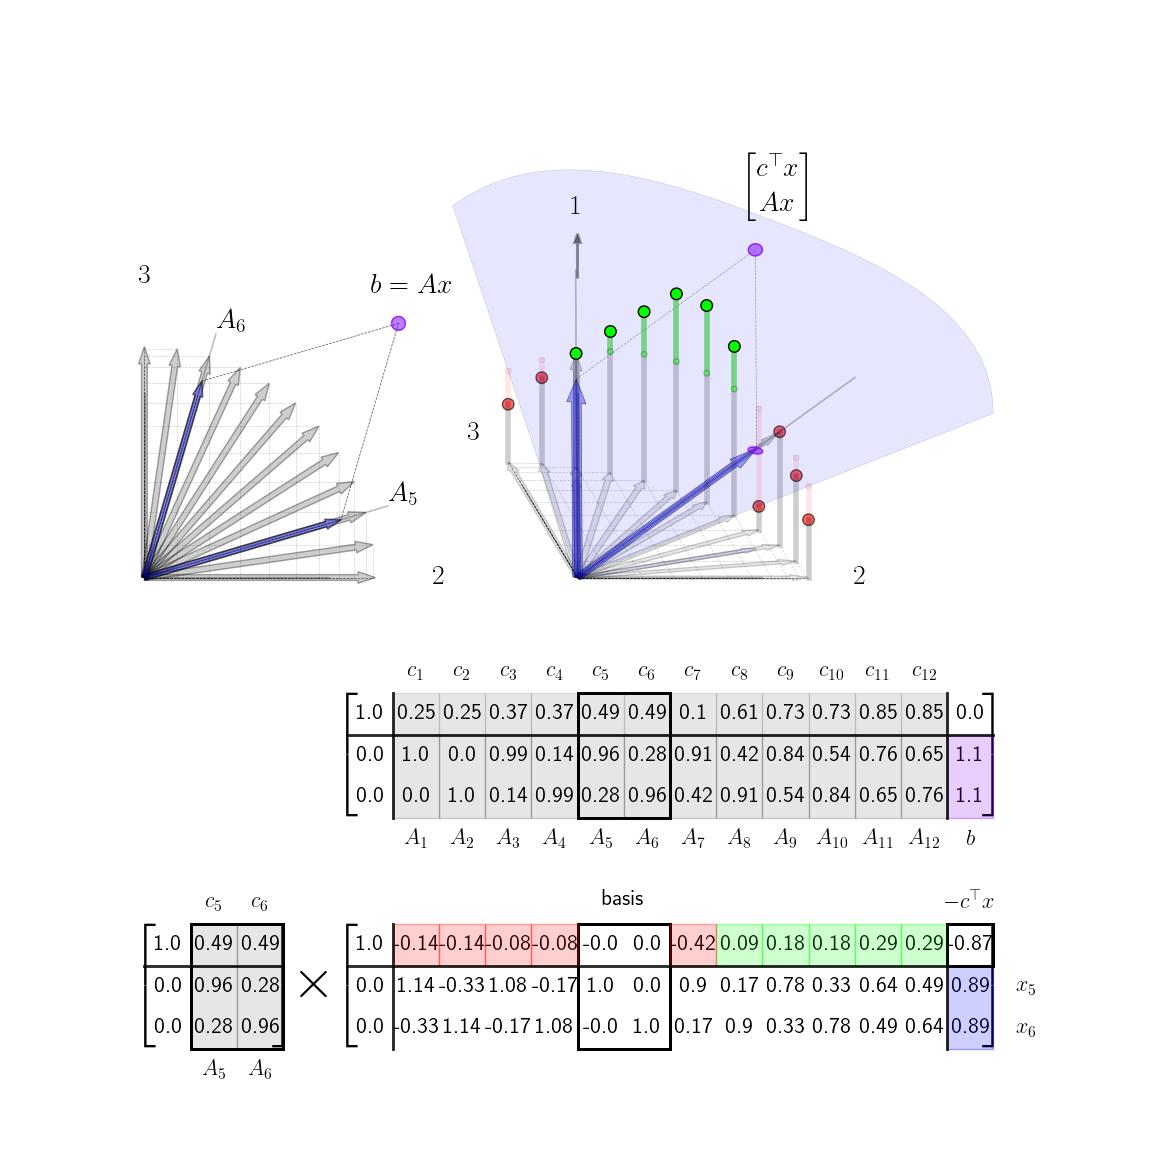 [c⊤x
Ax]
1
3
b = Ax
A6
3
A5
2
2
c1 c2 c3 c4 c5 c6 c7 c8 c9 c10 c11 c12
1.0 0.25 0.25 0.37 0.37 0.49 0.49 0.1 0.61 0.73 0.73 0.85 0.85 0.0
0.0 1.0 0.0 0.99 0.14 0.96 0.28 0.91 0.42 0.84 0.54 0.76 0.65 1.1
0.0 0.0 1.0 0.14 0.99 0.28 0.96 0.42 0.91 0.54 0.84 0.65 0.76 1.1
A1 A2 A3 A4 A5 A6 A7 A8 A9 A10 A11 A12 b
c5 c6 basis −c⊤x
1.0 0.49 0.49 1.0 -0.14 -0.14 -0.08 -0.08 -0.0 0.0 -0.42 0.09 0.18 0.18 0.29 0.29 -0.87
0.0 0.96 0.28 × 0.0 1.14 -0.33 1.08 -0.17 1.0 0.0 0.9 0.17 0.78 0.33 0.64 0.49 0.89 x5
0.0 0.28 0.96 0.0 -0.33 1.14 -0.17 1.08 -0.0 1.0 0.17 0.9 0.33 0.78 0.49 0.64 0.89 x6
A5 A6